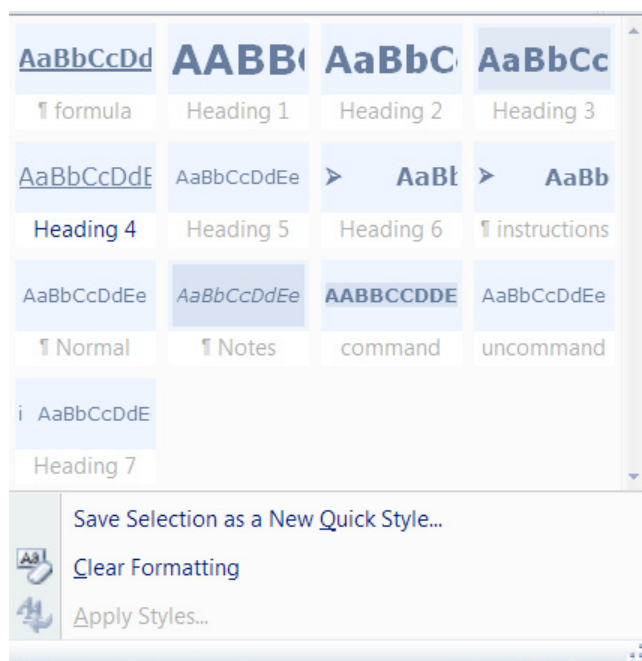 AaBbCcDd AABB AaBbC AaBbCc
¶ formula Heading 1 Heading 2 Heading 3
AaBbCcDdE AaBbCcDdEe ➢ AaBb ➢ AaBb
Heading 4 Heading 5 Heading 6 ¶ instructions
AaBbCcDdEe AaBbCcDdEe AABBCCDDE AaBbCcDdEe
¶ Normal ¶ Notes command uncommand
i AaBbCcDdE
Heading 7
Save Selection as a New Quick Style...
Clear Formatting
Apply Styles...